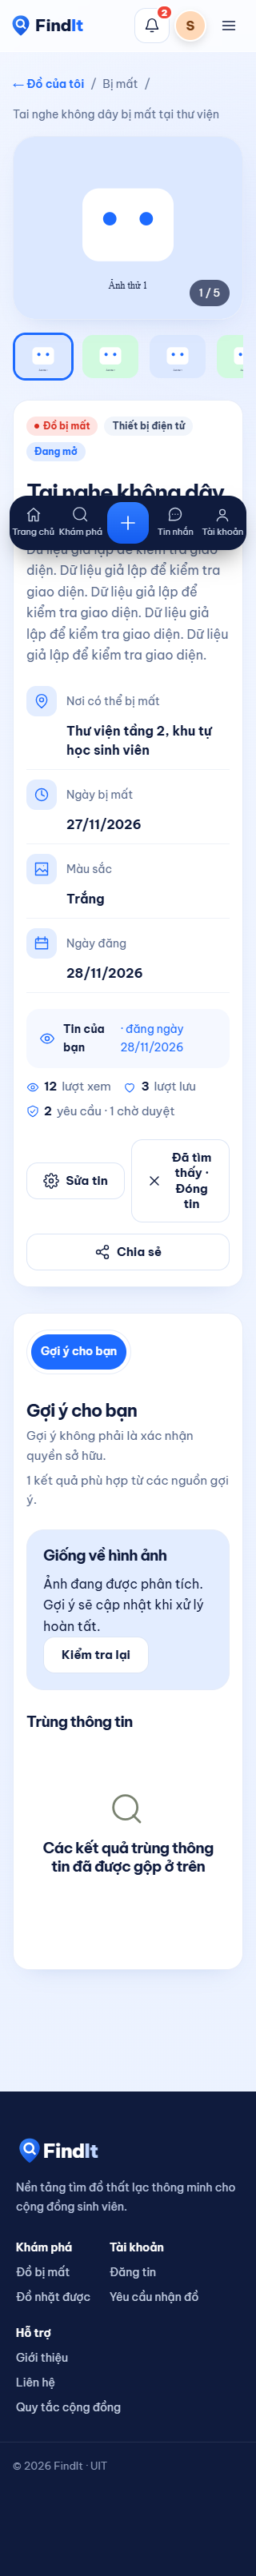 FindIt
2
S
← Đồ của tôi / Bị mất /
Tai nghe không dây bị mất tại thư viện
Ảnh thử 1
1 / 5
Đồ bị mất
Thiết bị điện tử
Đang mở
Tai nghe không dây
Trang chủ
Khám phá
Tin nhắn
Tài khoản
Dữ liệu giả lập để kiểm tra giao
diện. Dữ liệu giả lập để kiểm
tra giao diện. Dữ liệu giả lập để
kiểm tra giao diện. Dữ liệu giả
lập để kiểm tra giao diện. Dữ liệu
giả lập để kiểm tra giao diện.
Nơi có thể bị mất
Thư viện tầng 2, khu tự
học sinh viên
Ngày bị mất
27/11/2026
Màu sắc
Trắng
Ngày đăng
28/11/2026
Tin của
bạn
· đăng ngày
28/11/2026
12 lượt xem
3 lượt lưu
2 yêu cầu · 1 chờ duyệt
Sửa tin
Đã tìm
thấy ·
Đóng
tin
Chia sẻ
Gợi ý cho bạn
Gợi ý cho bạn
Gợi ý không phải là xác nhận
quyền sở hữu.
1 kết quả phù hợp từ các nguồn gợi
ý.
Giống về hình ảnh
Ảnh đang được phân tích.
Gợi ý sẽ cập nhật khi xử lý
hoàn tất.
Kiểm tra lại
Trùng thông tin
Các kết quả trùng thông
tin đã được gộp ở trên
FindIt
Nền tảng tìm đồ thất lạc thông minh cho
cộng đồng sinh viên.
Khám phá
Đồ bị mất
Đồ nhặt được
Tài khoản
Đăng tin
Yêu cầu nhận đồ
Hỗ trợ
Giới thiệu
Liên hệ
Quy tắc cộng đồng
© 2026 FindIt · UIT